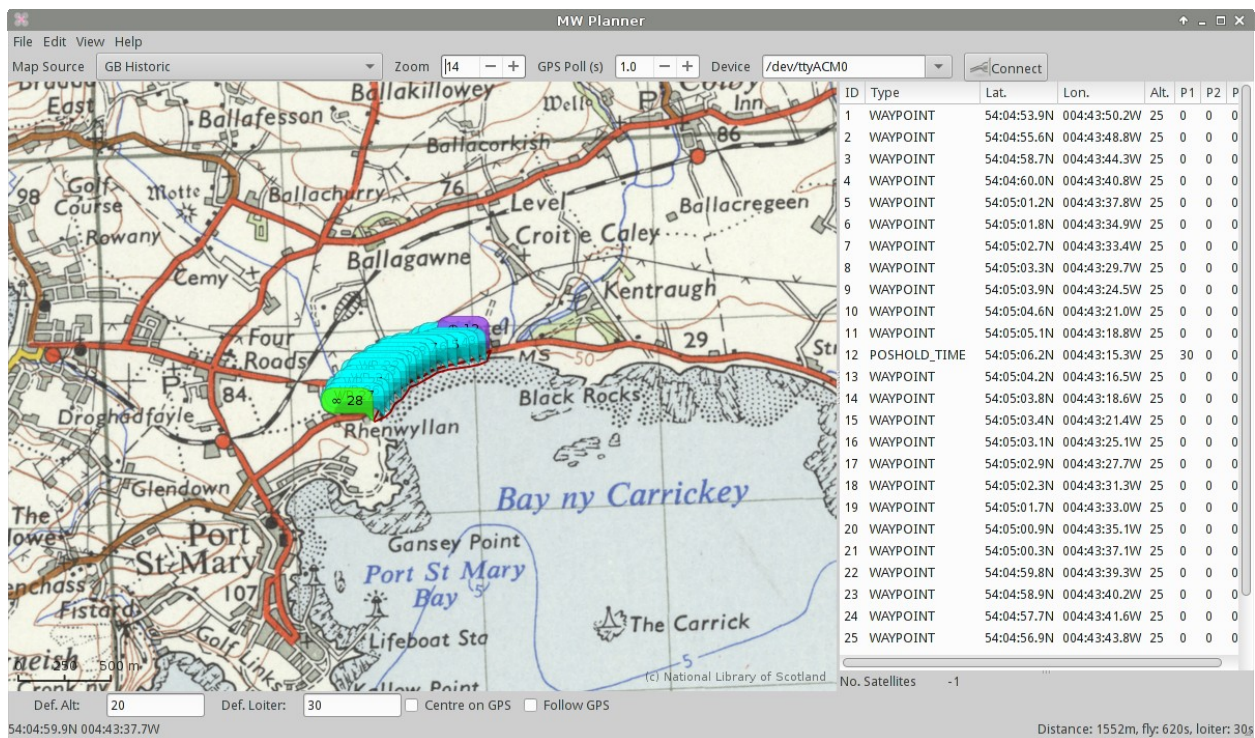 MW Planner
File Edit View Help
Map Source GB Historic Zoom 14 − + GPS Poll (s) 1.0 − + Device /dev/ttyACM0 Connect
East
Ballafesson
Ballakillowey
Colby
Inn
P
86
Ballacorkish
98
Golf
Course
Motte
Ballachurry
76
Level
Ballacregeen
Rowany
Croit e Caley
Cemy
Ballagawne
Kentraugh
Four
Roads
∞ 12
MS
50
29
P
84
∞ 28
Black Rocks
Droghadfayle
Rhenwyllan
Glendown
Bay ny Carrickey
The
Port
St. Mary
Gansey Point
Port St Mary
Bay
5
107
Fistard
The Carrick
Golf Links
Lifeboat Sta
5
250 500 m
Kallow Point
(c) National Library of Scotland
ID Type Lat. Lon. Alt. P1 P2 P
1 WAYPOINT 54:04:53.9N 004:43:50.2W 25 0 0 0
2 WAYPOINT 54:04:55.6N 004:43:48.8W 25 0 0 0
3 WAYPOINT 54:04:58.7N 004:43:44.3W 25 0 0 0
4 WAYPOINT 54:04:60.0N 004:43:40.8W 25 0 0 0
5 WAYPOINT 54:05:01.2N 004:43:37.8W 25 0 0 0
6 WAYPOINT 54:05:01.8N 004:43:34.9W 25 0 0 0
7 WAYPOINT 54:05:02.7N 004:43:33.4W 25 0 0 0
8 WAYPOINT 54:05:03.3N 004:43:29.7W 25 0 0 0
9 WAYPOINT 54:05:03.9N 004:43:24.5W 25 0 0 0
10 WAYPOINT 54:05:04.6N 004:43:21.0W 25 0 0 0
11 WAYPOINT 54:05:05.1N 004:43:18.8W 25 0 0 0
12 POSHOLD_TIME 54:05:06.2N 004:43:15.3W 25 30 0 0
13 WAYPOINT 54:05:04.2N 004:43:16.5W 25 0 0 0
14 WAYPOINT 54:05:03.8N 004:43:18.6W 25 0 0 0
15 WAYPOINT 54:05:03.4N 004:43:21.4W 25 0 0 0
16 WAYPOINT 54:05:03.1N 004:43:25.1W 25 0 0 0
17 WAYPOINT 54:05:02.9N 004:43:27.7W 25 0 0 0
18 WAYPOINT 54:05:02.3N 004:43:31.3W 25 0 0 0
19 WAYPOINT 54:05:01.7N 004:43:33.0W 25 0 0 0
20 WAYPOINT 54:05:00.9N 004:43:35.1W 25 0 0 0
21 WAYPOINT 54:05:00.3N 004:43:37.1W 25 0 0 0
22 WAYPOINT 54:04:59.8N 004:43:39.3W 25 0 0 0
23 WAYPOINT 54:04:58.9N 004:43:40.2W 25 0 0 0
24 WAYPOINT 54:04:57.7N 004:43:41.6W 25 0 0 0
25 WAYPOINT 54:04:56.9N 004:43:43.8W 25 0 0 0
No. Satellites -1
Def. Alt: 20 Def. Loiter: 30 Centre on GPS Follow GPS
54:04:59.9N 004:43:37.7W
Distance: 1552m, fly: 620s, loiter: 30s